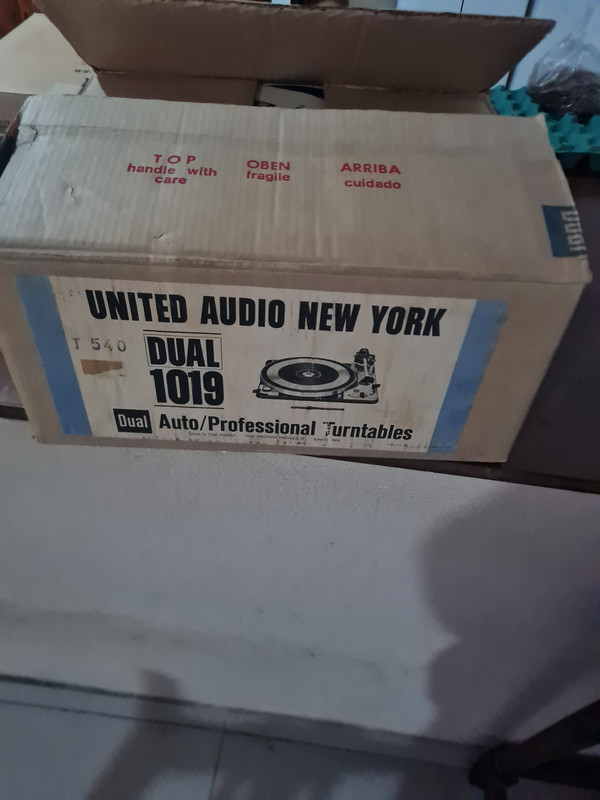 TOP
handle with
care
OBEN
fragile
ARRIBA
cuidado
Dual
UNITED AUDIO NEW YORK
540
DUAL
1019
Dual Auto/Professional Turntables